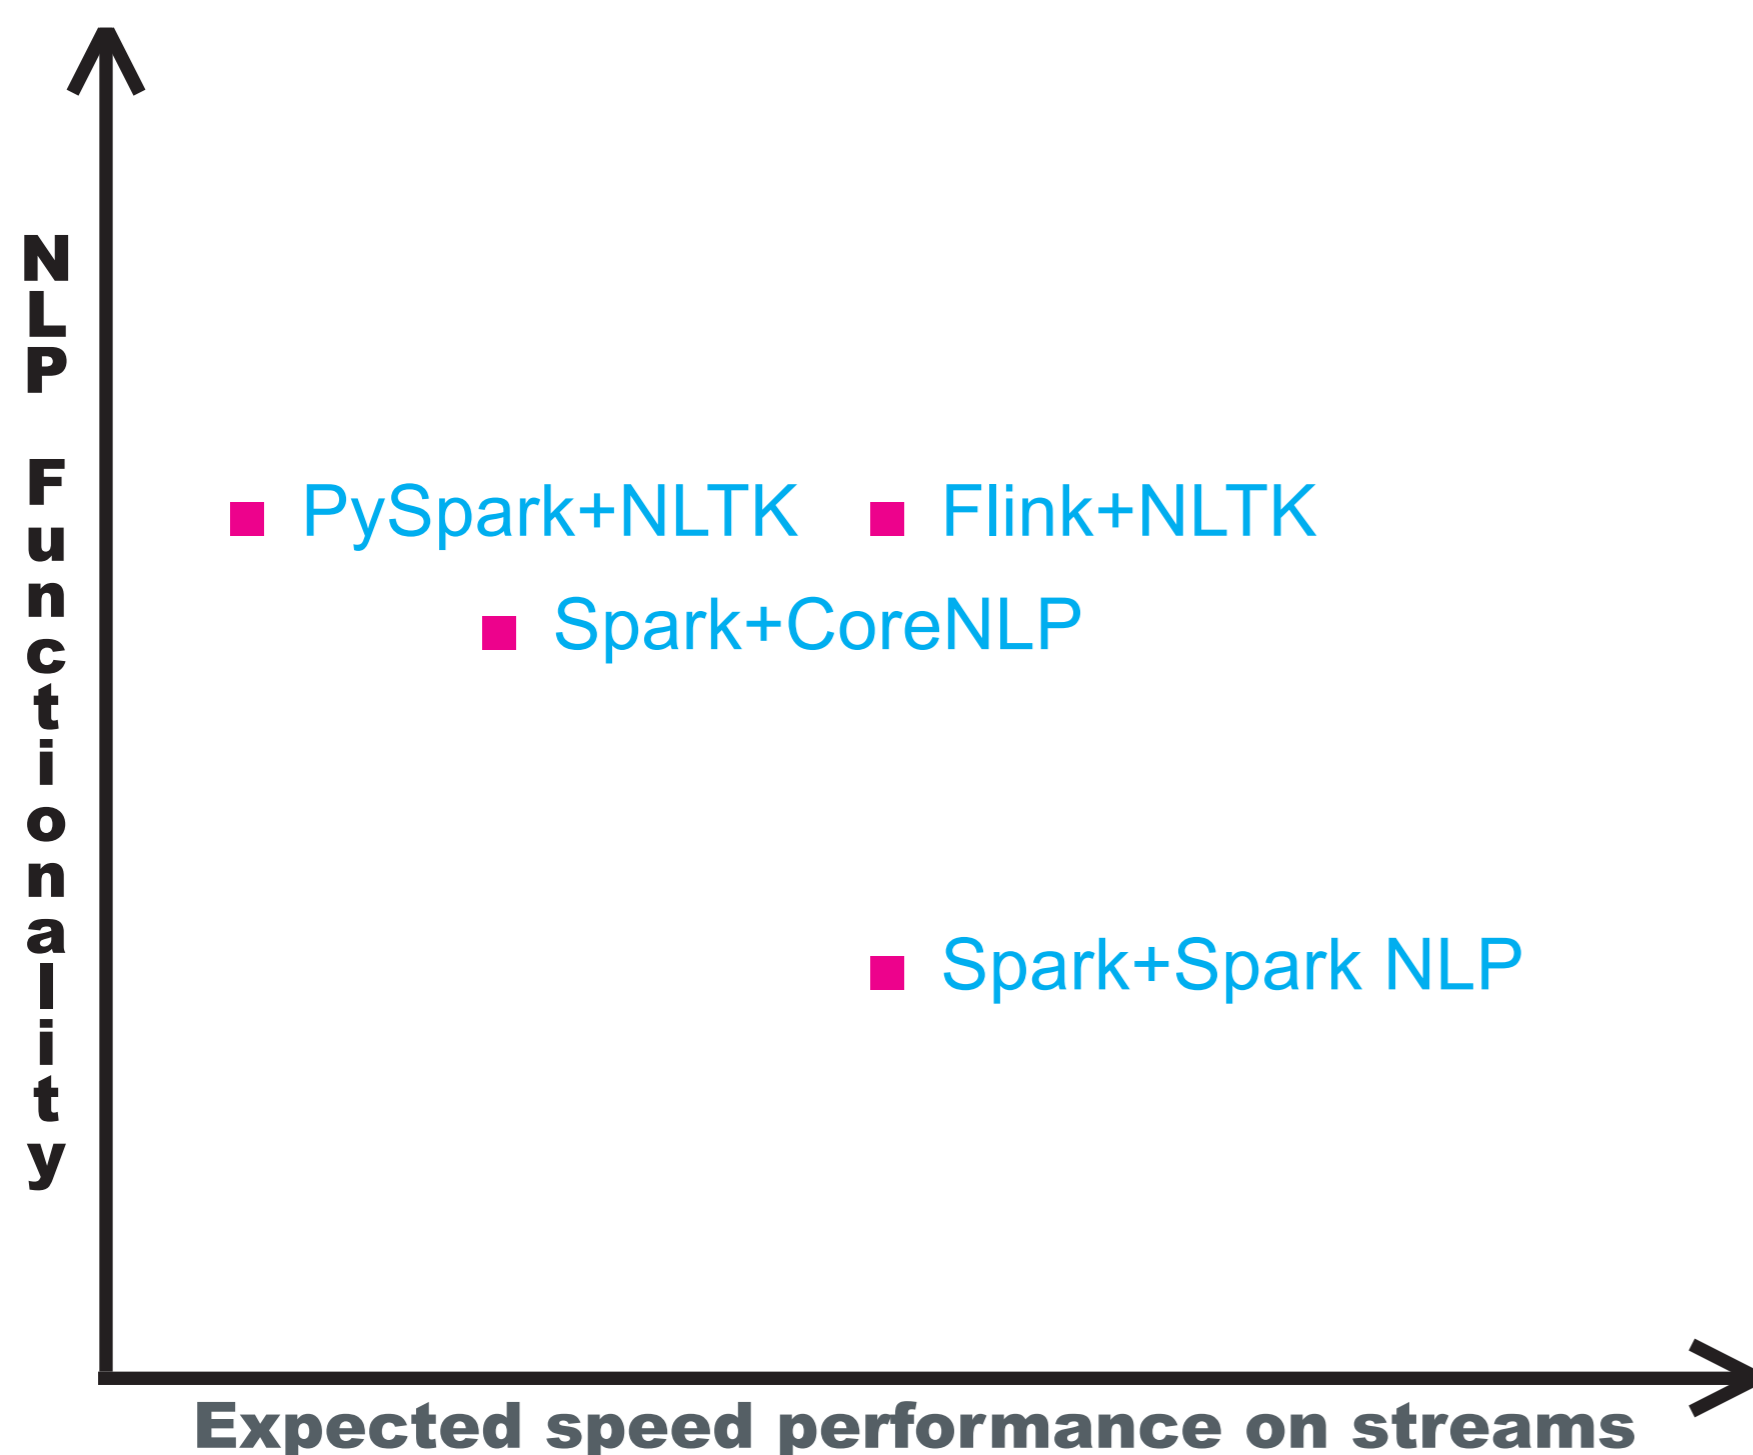 NLP Functionality
PySpark+NLTK
Flink+NLTK
Spark+CoreNLP
Spark+Spark NLP
Expected speed performance on streams